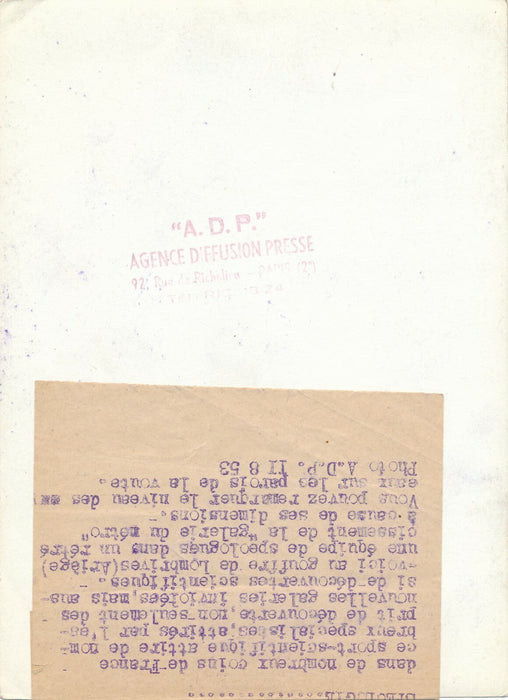 "A. D. P."
AGENCE D'IFFUSION PRESSE
92, Rue de Richelieu - PARIS (2e)
dans de nombreux coins de France
ce sport-scientifique attire de nom-
breux specialistes, attirés par l'es-
prit de découverte, non-seulement des
nouvelles galeries inviolées, mais aus-
si de découvertes scientifiques. -
-voici au gouffre de Lombrives(Ariège)
une équipe de speologues dans un rétré
cissement de la "galerie du métro"
à cause de ses dimensions. -
Vous pouvez remarquer le niveau des
eaux sur les parois de la voute.
Photo A.D.P. II 8 53